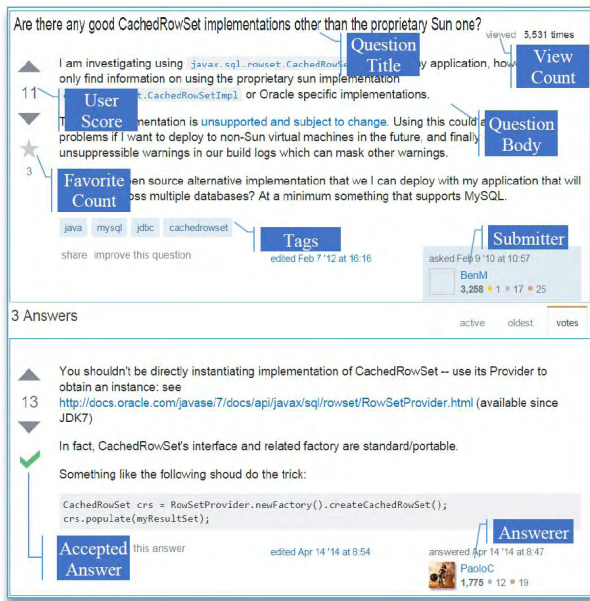 Are there any good CachedRowSet implementations other than the proprietary Sun one?
viewed 5,531 times
Question Title
View Count
I am investigating using javax.sql.rowset.CachedRowSe y application, how
only find information on using the proprietary sun implementation
11
User Score
t.CachedRowSetImpl or Oracle specific implementations.
T entation is unsupported and subject to change. Using this could a
Question Body
problems if I want to deploy to non-Sun virtual machines in the future, and finally
unsuppressible warnings in our build logs which can mask other warnings.
3
Favorite Count
en source alternative implementation that we I can deploy with my application that will
oss multiple databases? At a minimum something that supports MySQL.
java mysql jdbc cachedrowset
Tags
Submitter
share improve this question
edited Feb 7 '12 at 16:16
asked Feb 9 '10 at 10:57
BenM
3,258 1 17 25
3 Answers
active oldest votes
You shouldn't be directly instantiating implementation of CachedRowSet -- use its Provider to
obtain an instance: see
13
http://docs.oracle.com/javase/7/docs/api/javax/sql/rowset/RowSetProvider.html (available since
JDK7)
In fact, CachedRowSet's interface and related factory are standard/portable.
Something like the following shoud do the trick:
CachedRowSet crs = RowSetProvider.newFactory().createCachedRowSet();
crs.populate(myResultSet);
Answerer
Accepted Answer
this answer
edited Apr 14 '14 at 8:54
answered Apr 14 '14 at 8:47
PaoloC
1,775 12 19